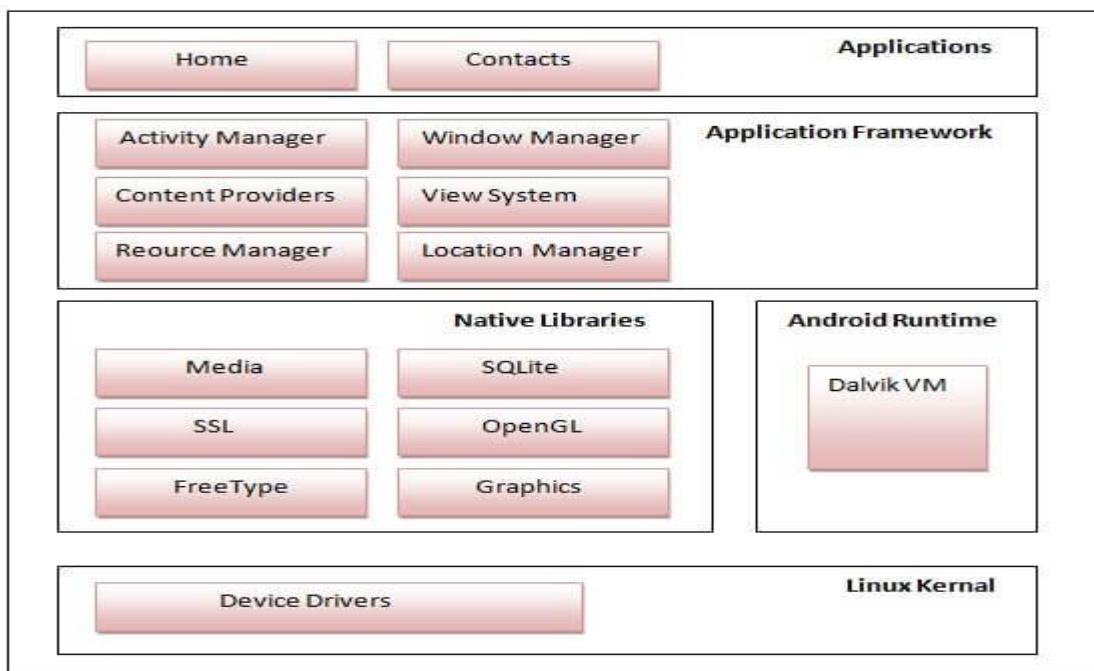 Home Contacts Applications
Activity Manager Window Manager Application Framework
Content Providers View System
Reource Manager Location Manager
Native Libraries
Media SQLite
SSL OpenGL
FreeType Graphics
Android Runtime
Dalvik VM
Device Drivers Linux Kernal